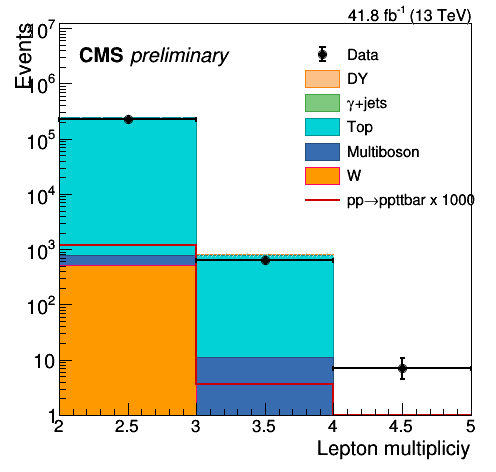 41.8 fb⁻¹ (13 TeV)
Events
CMS preliminary
Data
DY
γ+jets
Top
Multiboson
W
pp→ppttbar x 1000
10⁷
10⁶
10⁵
10⁴
10³
10²
10
1
2 2.5 3 3.5 4 4.5 5
Lepton multipliciy